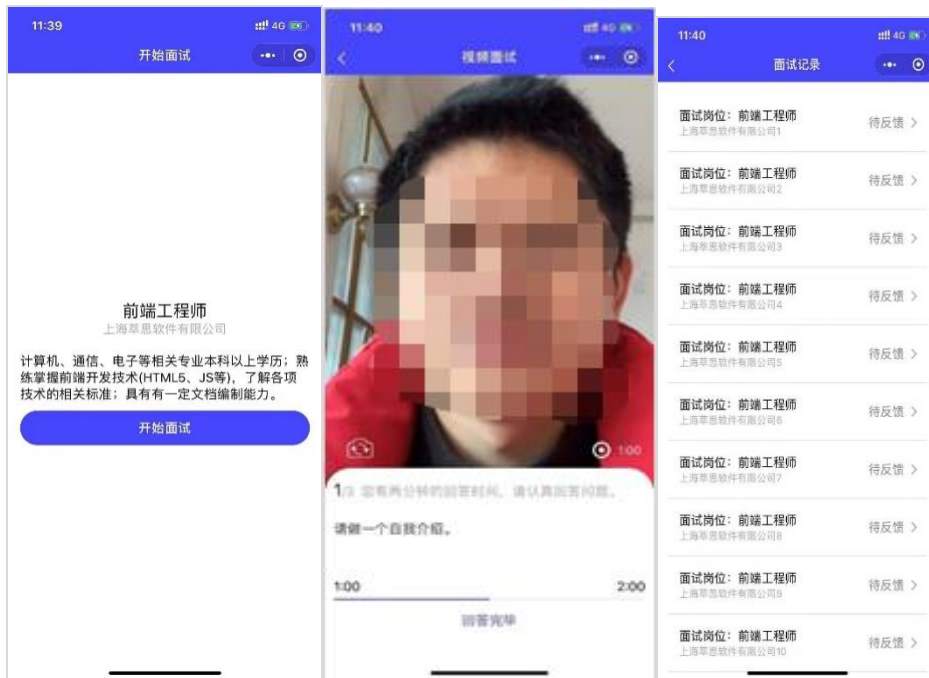 11:39
4G
开始面试
前端工程师
上海萃思软件有限公司
计算机、通信、电子等相关专业本科以上学历；熟
练掌握前端开发技术(HTML5、JS等)，了解各项
技术的相关标准；具有有一定文档编制能力。
开始面试
11:40
4G
视频面试
1:00
1/3 您有两分钟的回答时间，请认真回答问题。
请做一个自我介绍。
1:00
2:00
回答完毕
11:40
4G
面试记录
面试岗位：前端工程师
待反馈
上海萃思软件有限公司1
面试岗位：前端工程师
待反馈
上海萃思软件有限公司2
面试岗位：前端工程师
待反馈
上海萃思软件有限公司3
面试岗位：前端工程师
待反馈
上海萃思软件有限公司4
面试岗位：前端工程师
待反馈
上海萃思软件有限公司5
面试岗位：前端工程师
待反馈
上海萃思软件有限公司6
面试岗位：前端工程师
待反馈
上海萃思软件有限公司7
面试岗位：前端工程师
待反馈
上海萃思软件有限公司8
面试岗位：前端工程师
待反馈
上海萃思软件有限公司9
面试岗位：前端工程师
待反馈
上海萃思软件有限公司10